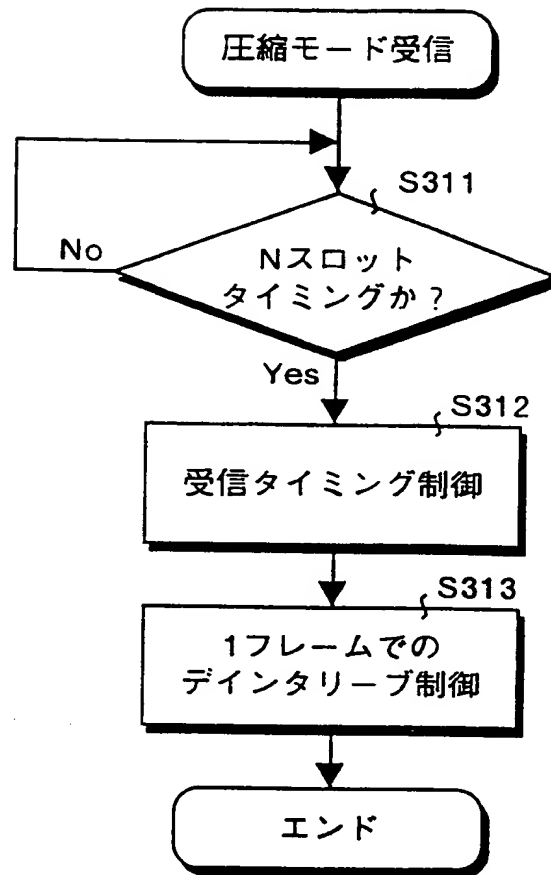 圧縮モード受信
S311
No
Nスロット
タイミングか？
Yes
S312
受信タイミング制御
S313
1フレームでの
デインタリーブ制御
エンド